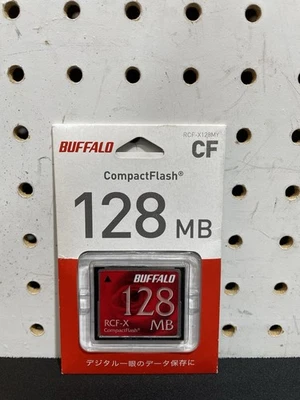 RCF-X128MY
BUFFALO
CF
CompactFlash®
128 MB
BUFFALO
128
MB
RCF-X
CompactFlash®
デジタル一眼のデータ保存に